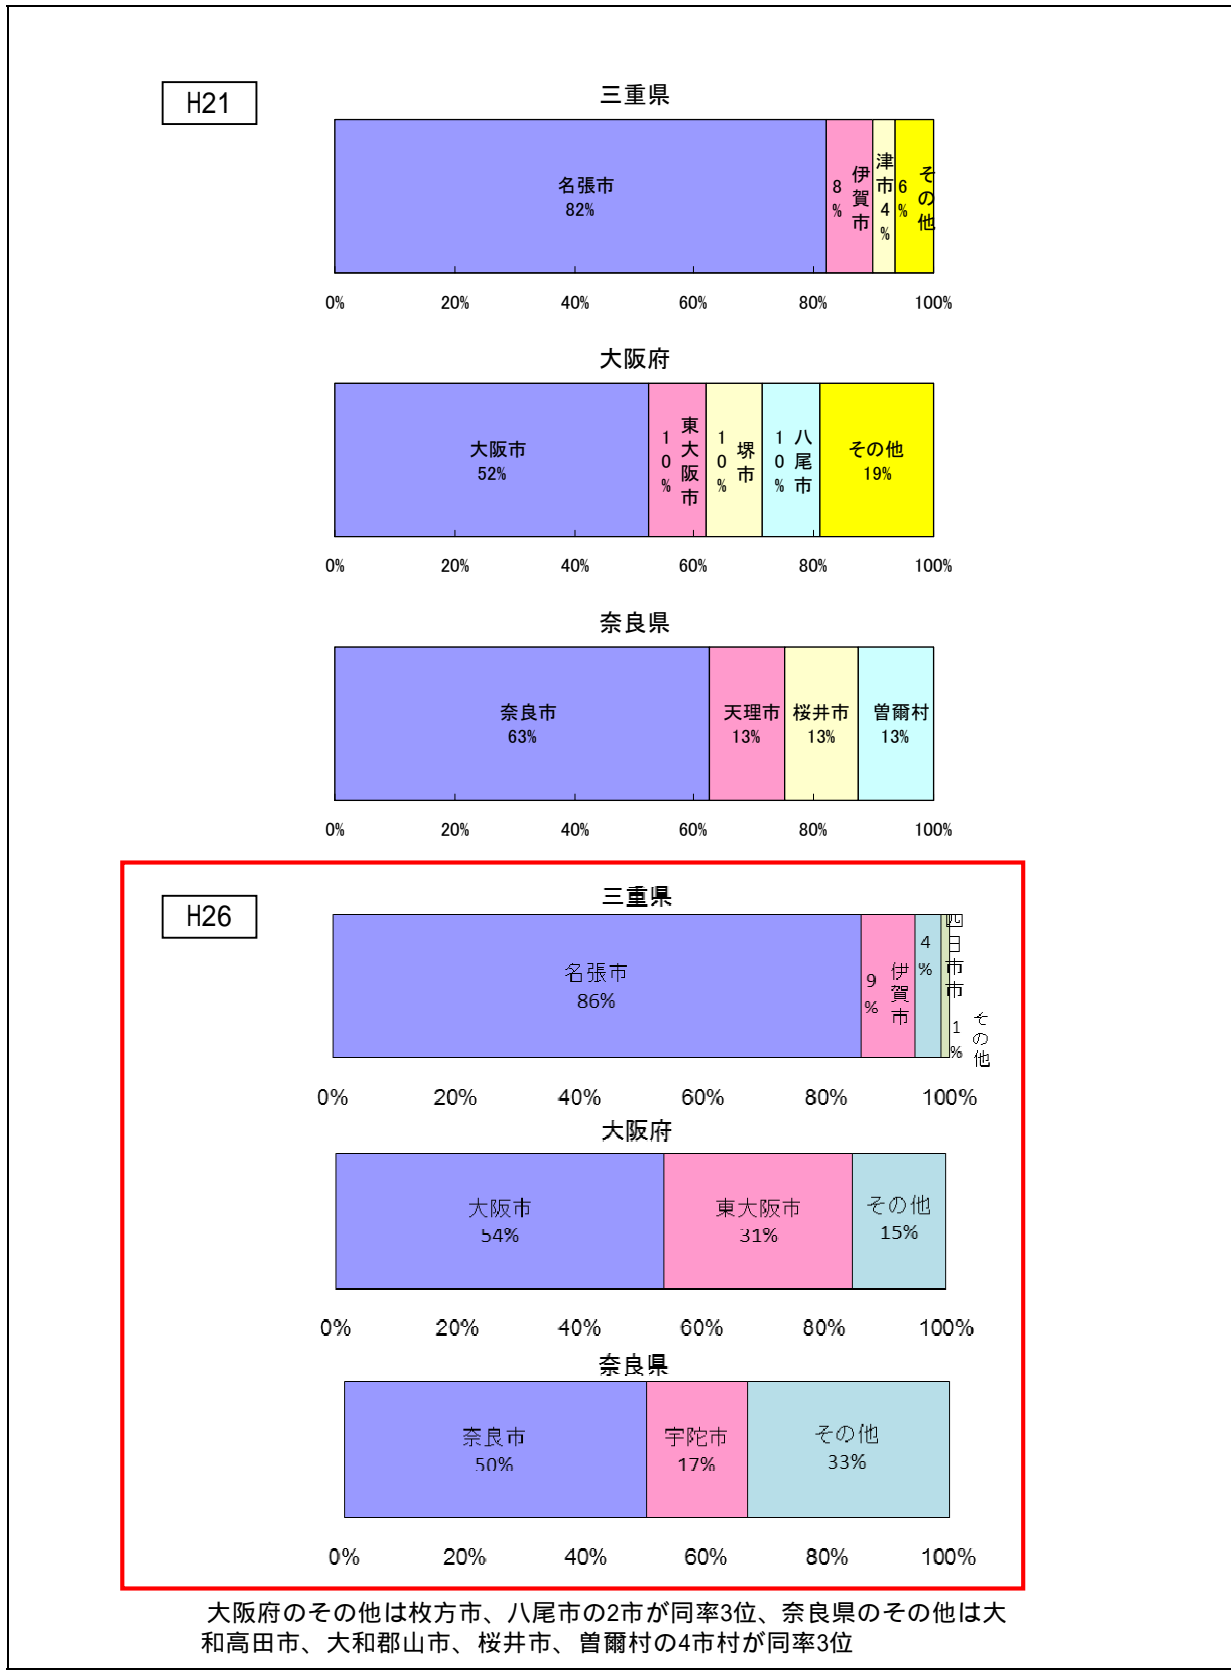 H21
三重県
名張市
82%
伊賀市
8%
津市
4%
その他
6%
0% 20% 40% 60% 80% 100%
大阪府
大阪市
52%
東大阪市
10%
堺市
10%
八尾市
10%
その他
19%
0% 20% 40% 60% 80% 100%
奈良県
奈良市
63%
天理市
13%
桜井市
13%
曽爾村
13%
0% 20% 40% 60% 80% 100%
H26
三重県
名張市
86%
伊賀市
9%
四日市市
4%
その他
1%
0% 20% 40% 60% 80% 100%
大阪府
大阪市
54%
東大阪市
31%
その他
15%
0% 20% 40% 60% 80% 100%
奈良県
奈良市
50%
宇陀市
17%
その他
33%
0% 20% 40% 60% 80% 100%
大阪府のその他は枚方市、八尾市の2市が同率3位、奈良県のその他は大
和高田市、大和郡山市、桜井市、曽爾村の4市村が同率3位